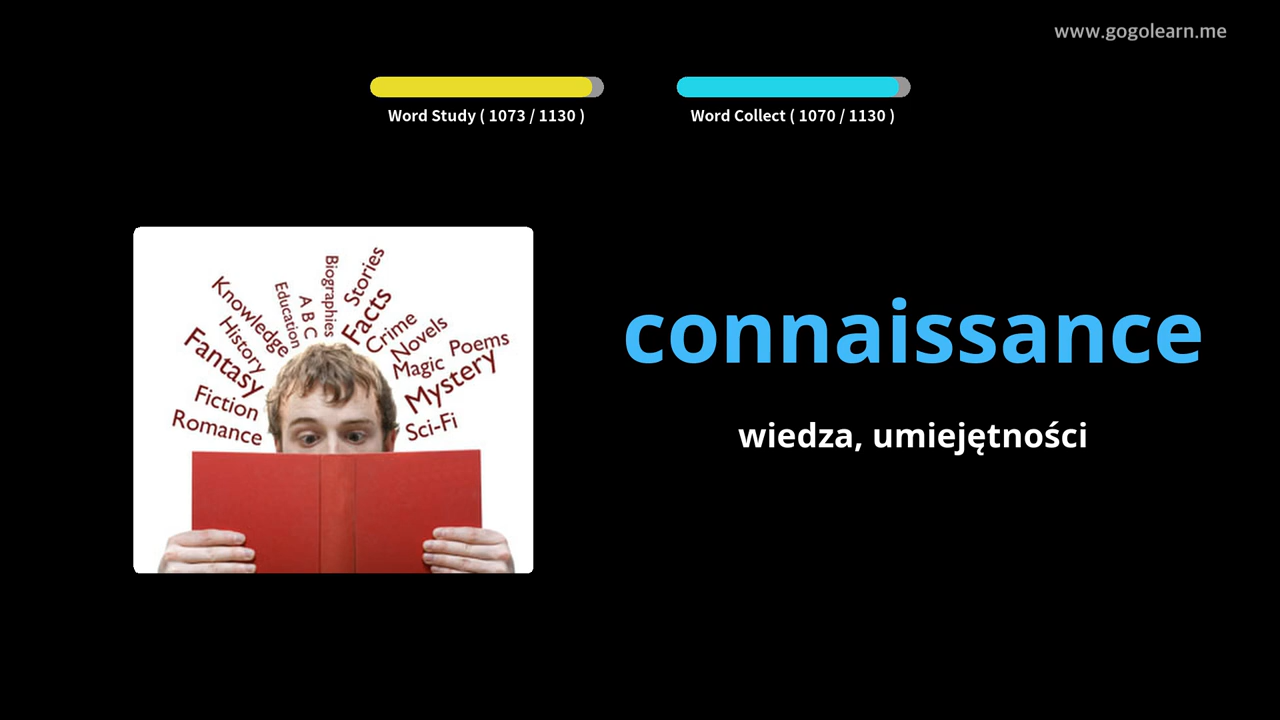 www.gogolearn.me
Word Study ( 1073 / 1130 )
Word Collect ( 1070 / 1130 )
Stories
Biographies
Facts
Education
A B C
Knowledge
Crime
Novels
History
Poems
Fantasy
Magic
Mystery
Fiction
Romance
Sci-Fi
connaissance
wiedza, umiejętności